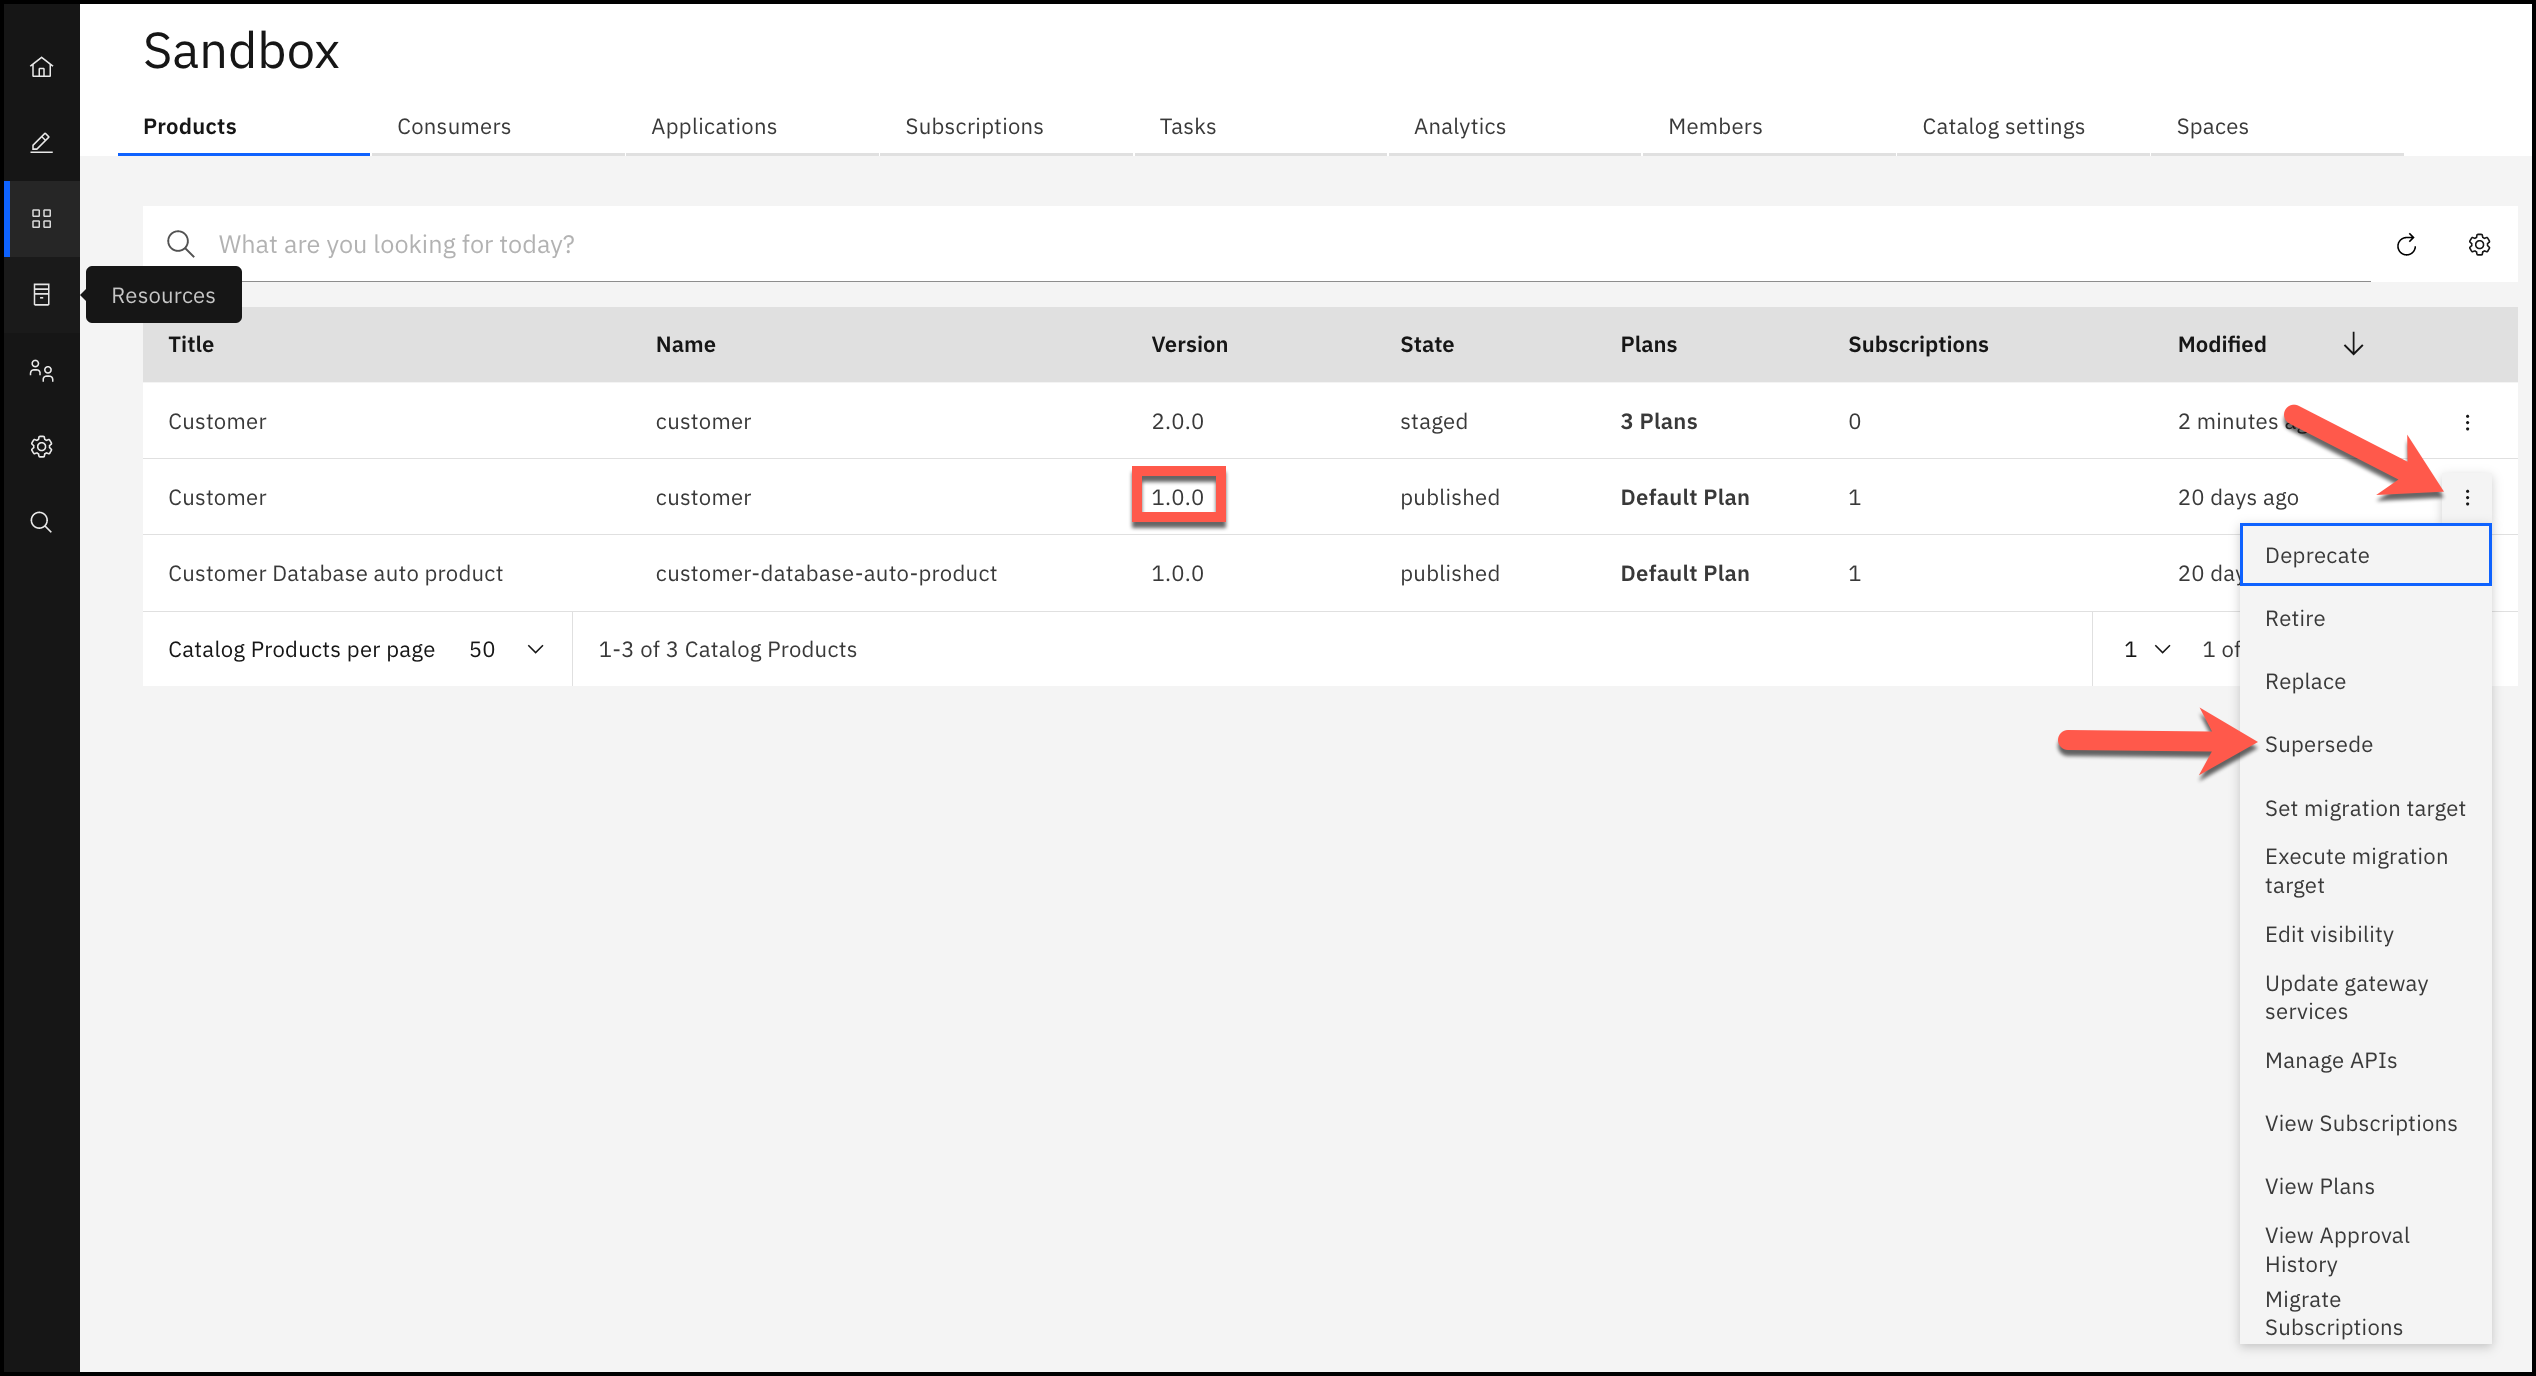 Sandbox
Products Consumers Applications Subscriptions Tasks Analytics Members Catalog settings Spaces
What are you looking for today?
Resources
Title Name Version State Plans Subscriptions Modified
Customer customer 2.0.0 staged 3 Plans 0 2 minutes
Customer customer 1.0.0 published Default Plan 1 20 days ago
Customer Database auto product customer-database-auto-product 1.0.0 published Default Plan 1 20
Catalog Products per page 50 1-3 of 3 Catalog Products 1 1 of
Deprecate
Retire
Replace
Supersede
Set migration target
Execute migration
target
Edit visibility
Update gateway
services
Manage APIs
View Subscriptions
View Plans
View Approval
History
Migrate
Subscriptions